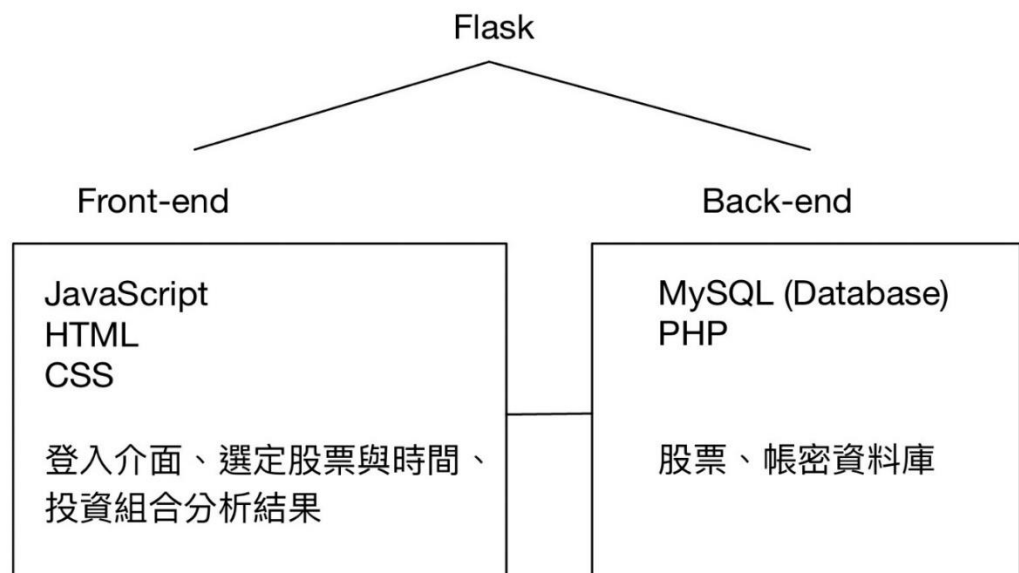 Flask
Front-end
JavaScript
HTML
CSS
登入介面、選定股票與時間、
投資組合分析結果
Back-end
MySQL (Database)
PHP
股票、帳密資料庫